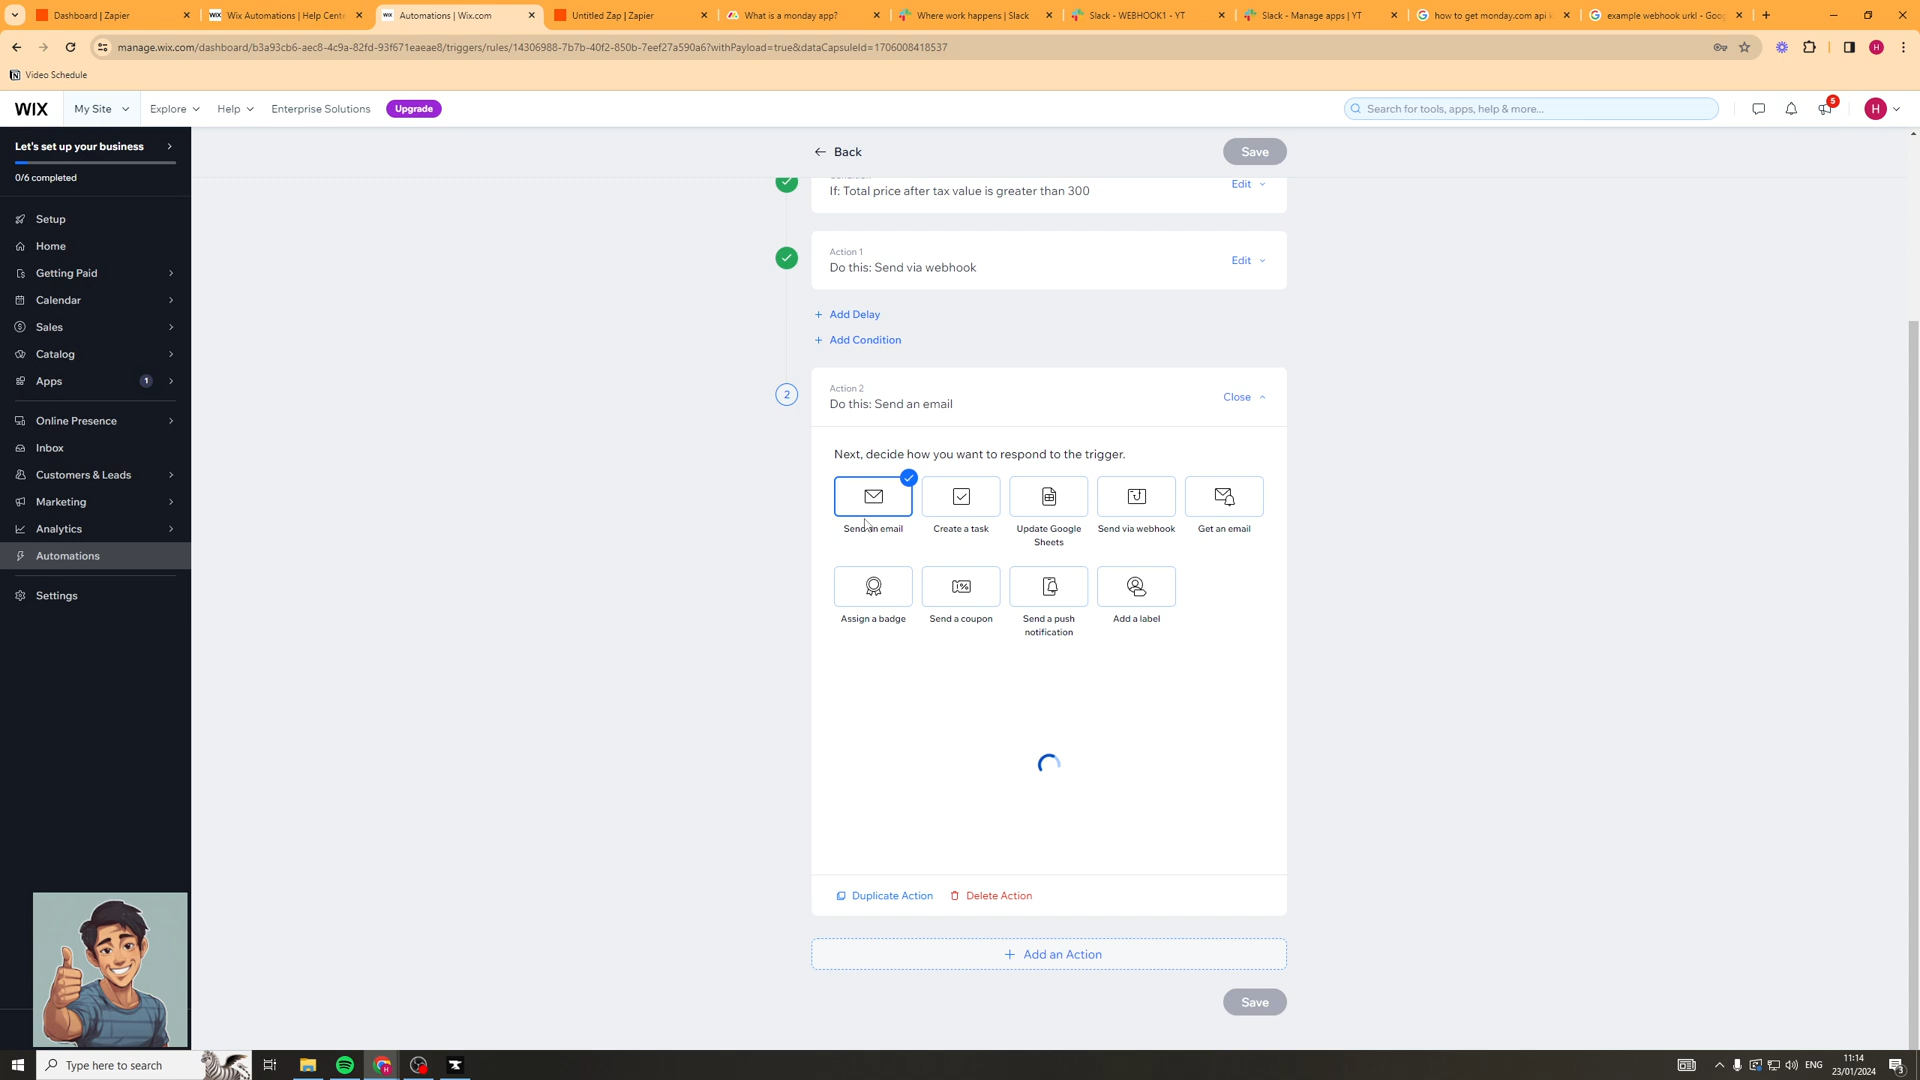 Dashboard | Zapier
Wix Automations | Help Cente
Automations | Wix.com
Untitled Zap | Zapier
What is a monday app?
Where work happens | Slack
Slack - WEBHOOK1 - YT
Slack - Manage apps | YT
how to get monday.com api k
example webhook urkl - Goog
manage.wix.com/dashboard/b3a93cb6-aec8-4c9a-82fd-93f671eaeae8/triggers/rules/14306988-7b7b-40f2-850b-7eef27a590a6?withPayload=true&dataCapsuleId=1706008418537
H
Video Schedule
WIX
My Site
Explore
Help
Enterprise Solutions
Upgrade
Search for tools, apps, help & more...
5
H
Let's set up your business
0/6 completed
Setup
Home
Getting Paid
Calendar
Sales
Catalog
Apps
1
Online Presence
Inbox
Customers & Leads
Marketing
Analytics
Automations
Settings
Back
Save
If: Total price after tax value is greater than 300
Edit
Action 1
Do this: Send via webhook
Edit
+ Add Delay
+ Add Condition
2
Action 2
Do this: Send an email
Close
Next, decide how you want to respond to the trigger.
Send an email
Create a task
Update Google
Sheets
Send via webhook
Get an email
Assign a badge
Send a coupon
Send a push
notification
Add a label
Duplicate Action
Delete Action
+ Add an Action
Save
Type here to search
ENG
11:14
23/01/2024
3